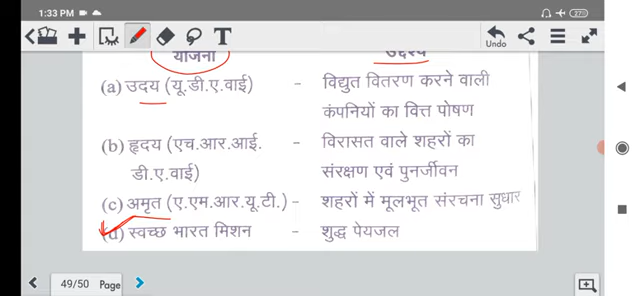 1:33 PM
27
Undo
योजना उद्देश्य
(a) उदय (यू.डी.ए.वाई) - विद्युत वितरण करने वाली
कंपनियों का वित्त पोषण
(b) हृदय (एच.आर.आई. - विरासत वाले शहरों का
डी.ए.वाई) संरक्षण एवं पुनर्जीवन
(c) अमृत (ए.एम.आर.यू.टी.) - शहरों में मूलभूत संरचना सुधार
(d) स्वच्छ भारत मिशन - शुद्ध पेयजल
49/50 Page